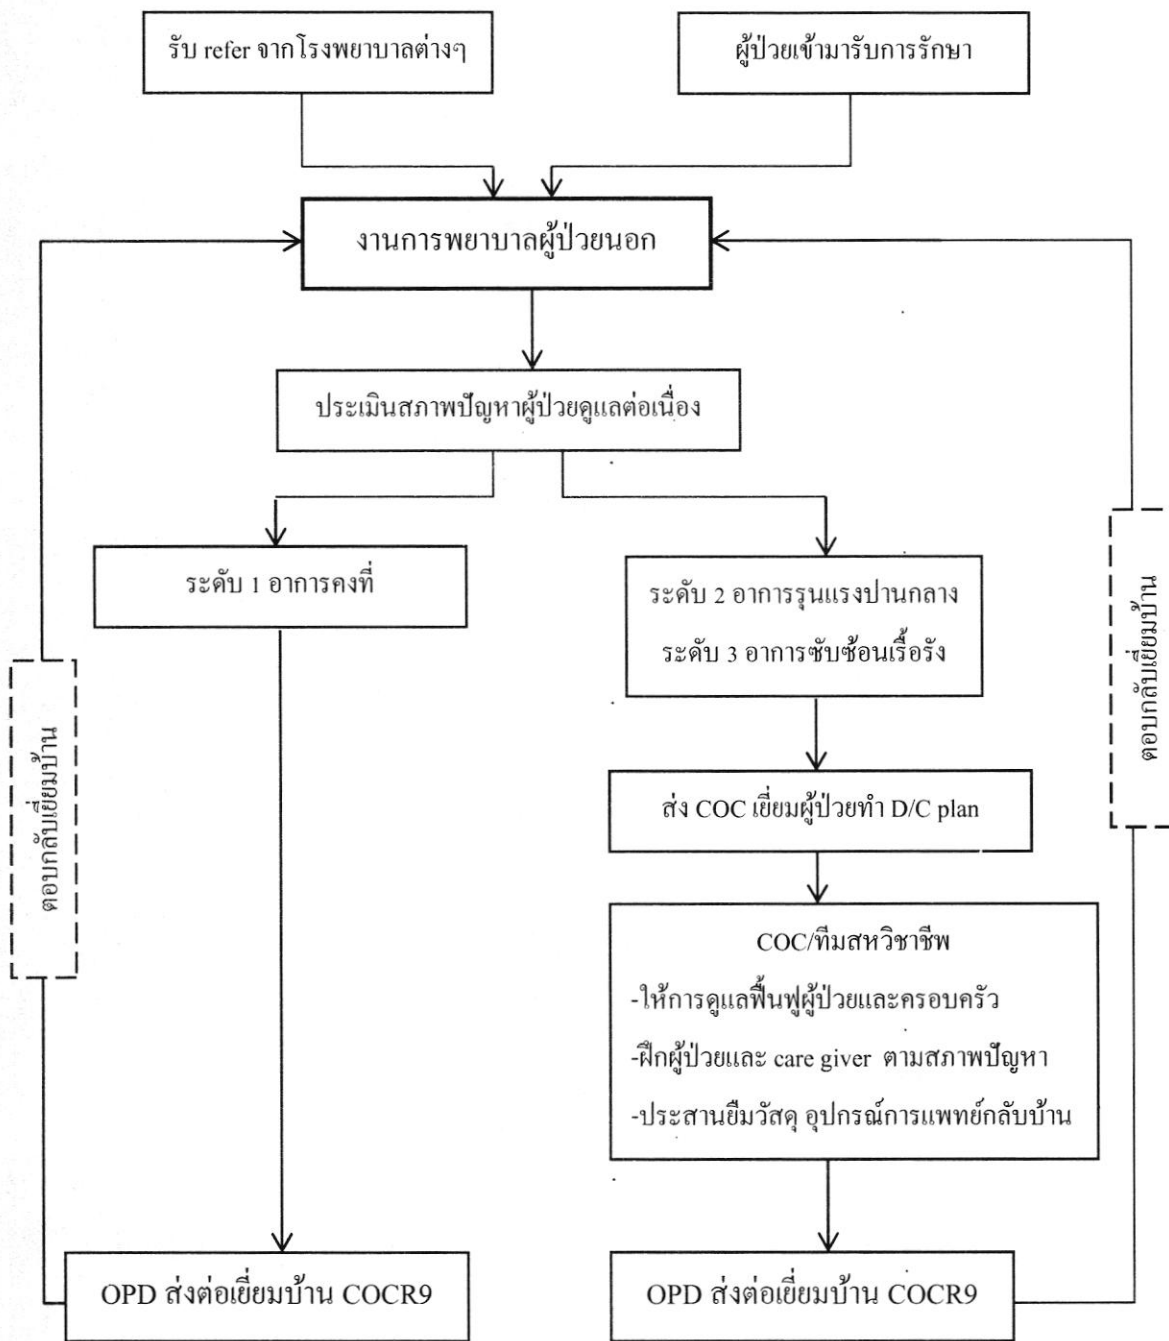 รับ refer จากโรงพยาบาลต่างๆ
ผู้ป่วยเข้ามารับการรักษา
งานการพยาบาลผู้ป่วยนอก
ประเมินสภาพปัญหาผู้ป่วยดูแลต่อเนื่อง
ระดับ 1 อาการคงที่
ระดับ 2 อาการรุนแรงปานกลาง
ระดับ 3 อาการซับซ้อนเรื้อรัง
ตอบกลับเยี่ยมบ้าน
ตอบกลับเยี่ยมบ้าน
ส่ง COC เยี่ยมผู้ป่วยทำ D/C plan
COC/ทีมสหวิชาชีพ
-ให้การดูแลฟื้นฟูผู้ป่วยและครอบครัว
-ฝึกผู้ป่วยและ care giver ตามสภาพปัญหา
-ประสานยืมวัสดุ อุปกรณ์การแพทย์กลับบ้าน
OPD ส่งต่อเยี่ยมบ้าน COCR9
OPD ส่งต่อเยี่ยมบ้าน COCR9